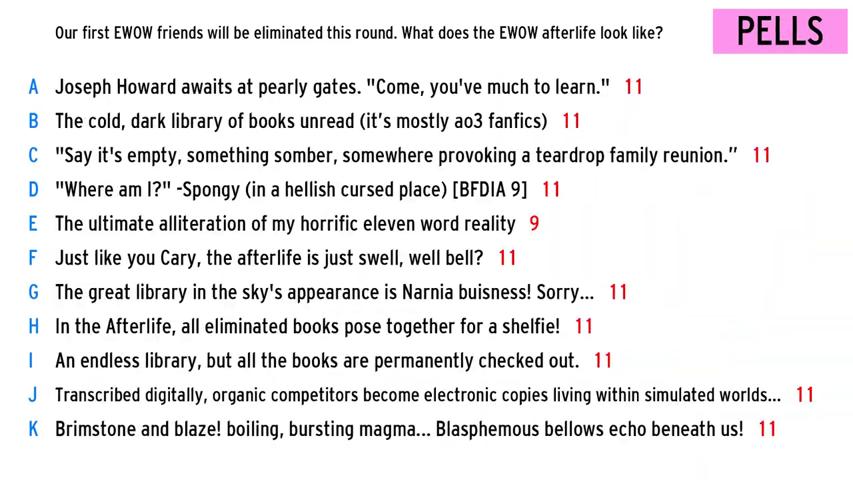 Our first EWOW friends will be eliminated this round. What does the EWOW afterlife look like?
PELLS
A Joseph Howard awaits at pearly gates. "Come, you've much to learn." 11
B The cold, dark library of books unread (it's mostly ao3 fanfics) 11
C "Say it's empty, something somber, somewhere provoking a teardrop family reunion.” 11
D "Where am I?" -Spongy (in a hellish cursed place) [BFDIA 9] 11
E The ultimate alliteration of my horrific eleven word reality 9
F Just like you Cary, the afterlife is just swell, well bell? 11
G The great library in the sky's appearance is Narnia buisness! Sorry... 11
H In the Afterlife, all eliminated books pose together for a shelfie! 11
I An endless library, but all the books are permanently checked out. 11
J Transcribed digitally, organic competitors become electronic copies living within simulated worlds... 11
K Brimstone and blaze! boiling, bursting magma... Blasphemous bellows echo beneath us! 11